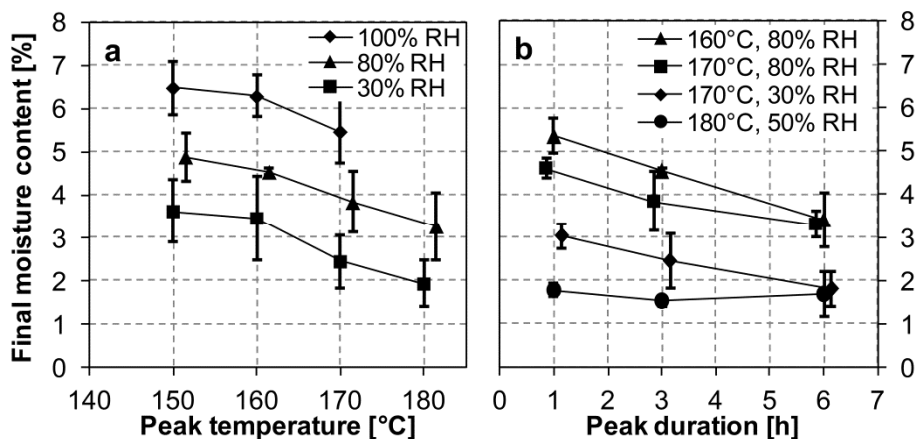 8
7
6
5
4
3
2
1
0
Final moisture content [%]
a
100% RH
80% RH
30% RH
140 150 160 170 180
Peak temperature [°C]
b
160°C, 80% RH
170°C, 80% RH
170°C, 30% RH
180°C, 50% RH
0 1 2 3 4 5 6 7
Peak duration [h]
8
7
6
5
4
3
2
1
0